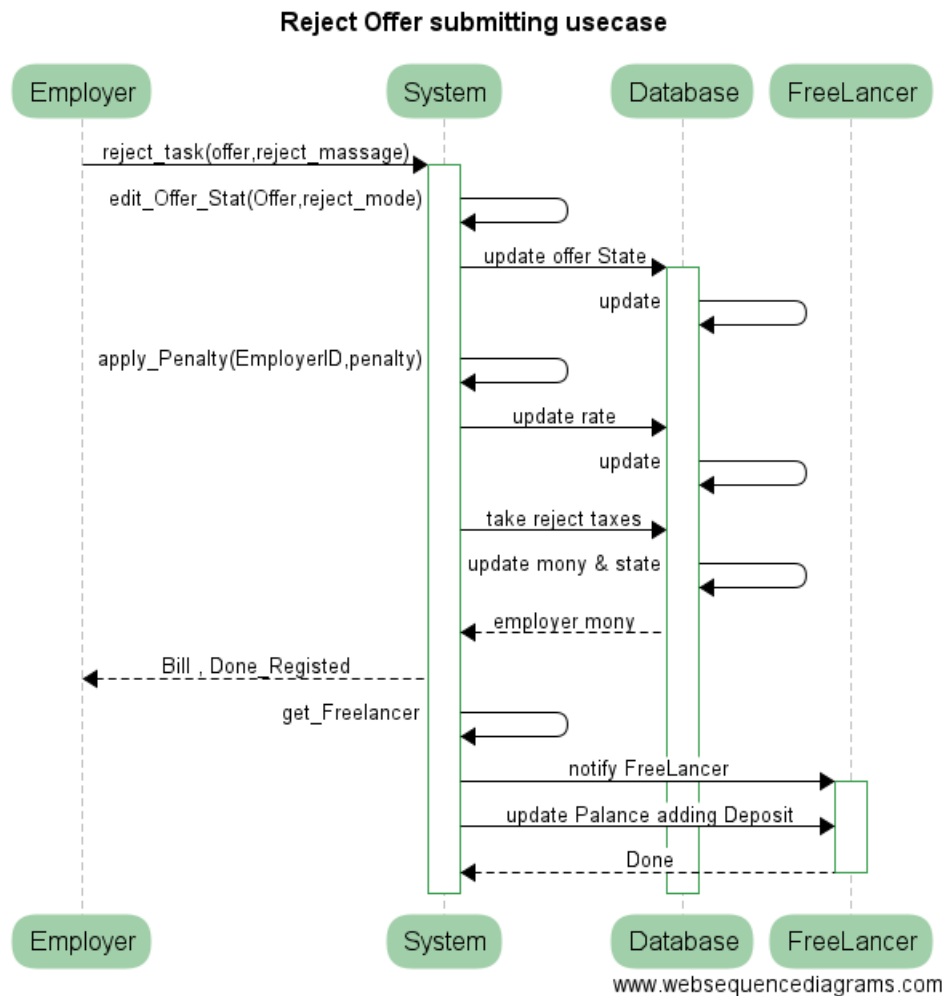 Reject Offer submitting usecase
Employer
System
Database
FreeLancer
reject_task(offer,reject_massage)
edit_Offer_Stat(Offer,reject_mode)
update offer State
update
apply_Penalty(EmployerID,penalty)
update rate
update
take reject taxes
update mony & state
employer mony
Bill , Done_Registed
get_Freelancer
notify FreeLancer
update Palance adding Deposit
Done
Employer
System
Database
FreeLancer
www.websequencediagrams.com